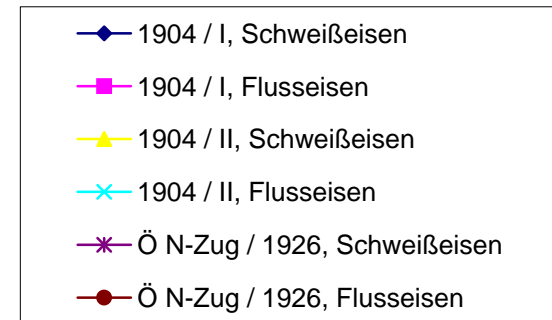 1904 / I, Schweißeisen
1904 / I, Flusseisen
1904 / II, Schweißeisen
1904 / II, Flusseisen
Ö N-Zug / 1926, Schweißeisen
Ö N-Zug / 1926, Flusseisen